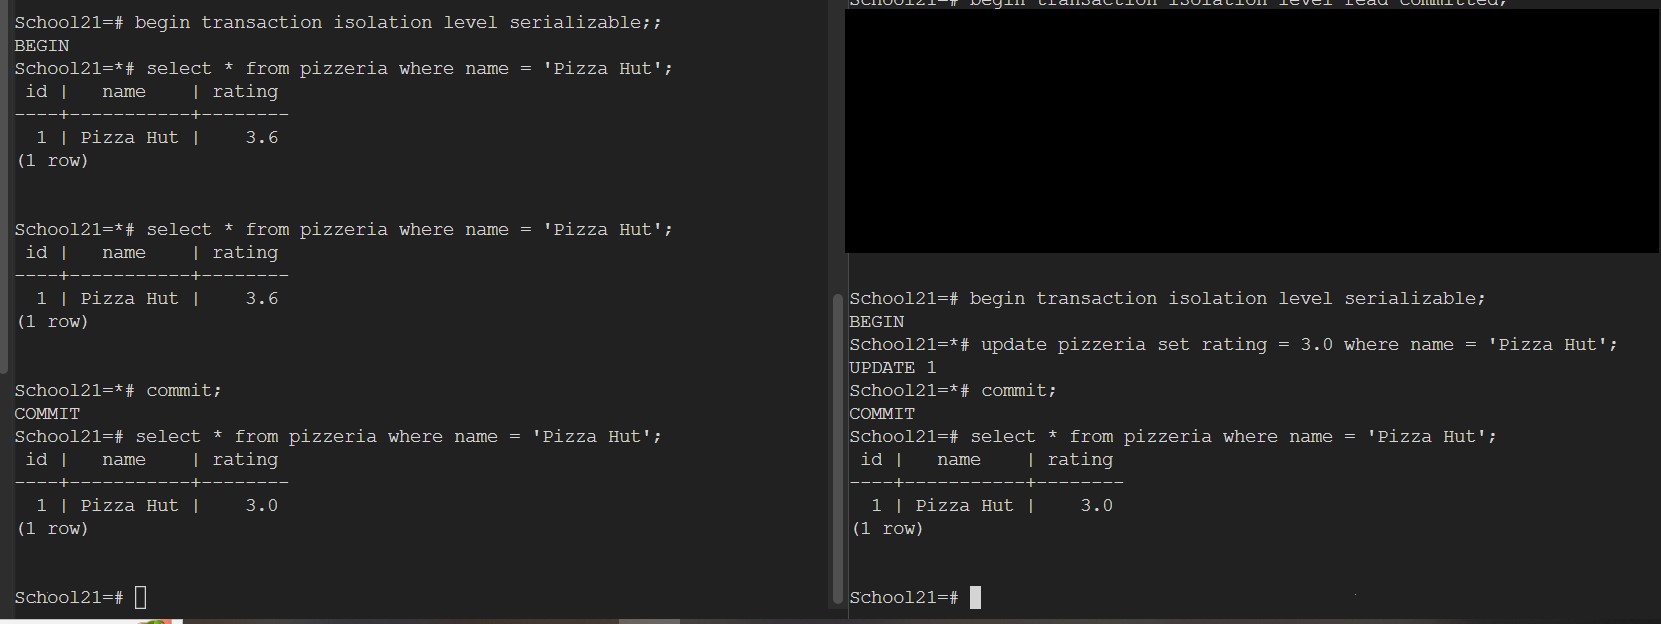 School21=# begin transaction isolation level serializable;;
BEGIN
School21=*# select * from pizzeria where name = 'Pizza Hut';
 id |   name    | rating
----+-----------+--------
  1 | Pizza Hut |    3.6
(1 row)
School21=*# select * from pizzeria where name = 'Pizza Hut';
 id |   name    | rating
----+-----------+--------
  1 | Pizza Hut |    3.6
(1 row)
School21=*# commit;
COMMIT
School21=# select * from pizzeria where name = 'Pizza Hut';
 id |   name    | rating
----+-----------+--------
  1 | Pizza Hut |    3.0
(1 row)
School21=#
School21=# begin transaction isolation level read committed;
School21=# begin transaction isolation level serializable;
BEGIN
School21=*# update pizzeria set rating = 3.0 where name = 'Pizza Hut';
UPDATE 1
School21=*# commit;
COMMIT
School21=# select * from pizzeria where name = 'Pizza Hut';
 id |   name    | rating
----+-----------+--------
  1 | Pizza Hut |    3.0
(1 row)
School21=#